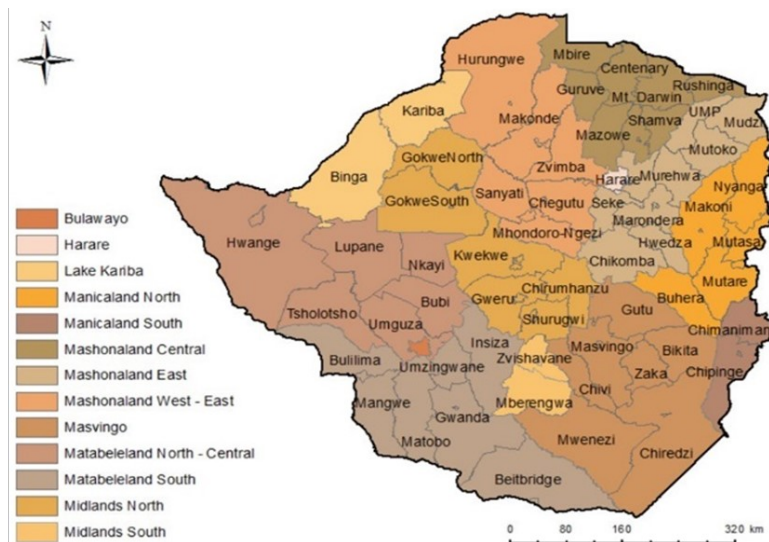 N
Mbire
Hurungwe
Centenary
Rushinga
Guruve
Mt Darwin
Kariba
UMP
Mudzi
Makonde
Shamva
Mazowe
Mutoko
GokweNorth
Zvimba
Binga
Harare
Murehwa
Nyanga
Sanyati
GokweSouth
Chegutu
Seke
Makoni
Marondera
Mhondoro-Ngezi
Hwedza
Mutasa
Hwange
Lupane
Kwekwe
Chikomba
Nkayi
Mutare
Chirumhanzu
Buhera
Bubi
Gweru
Gutu
Tsholotsho
Umguza
Shurugwi
Chimaniman
Insiza
Zvishavane
Masvingo
Bikita
Bulilima
Umzingwane
Chipinge
Zaka
Chivi
Mangwe
Mberengwa
Gwanda
Matobo
Mwenezi
Chiredzi
Beitbridge
Bulawayo
Harare
Lake Kariba
Manicaland North
Manicaland South
Mashonaland Central
Mashonaland East
Mashonaland West - East
Masvingo
Matabeleland North - Central
Matabeleland South
Midlands North
Midlands South
0 80 160 320 km